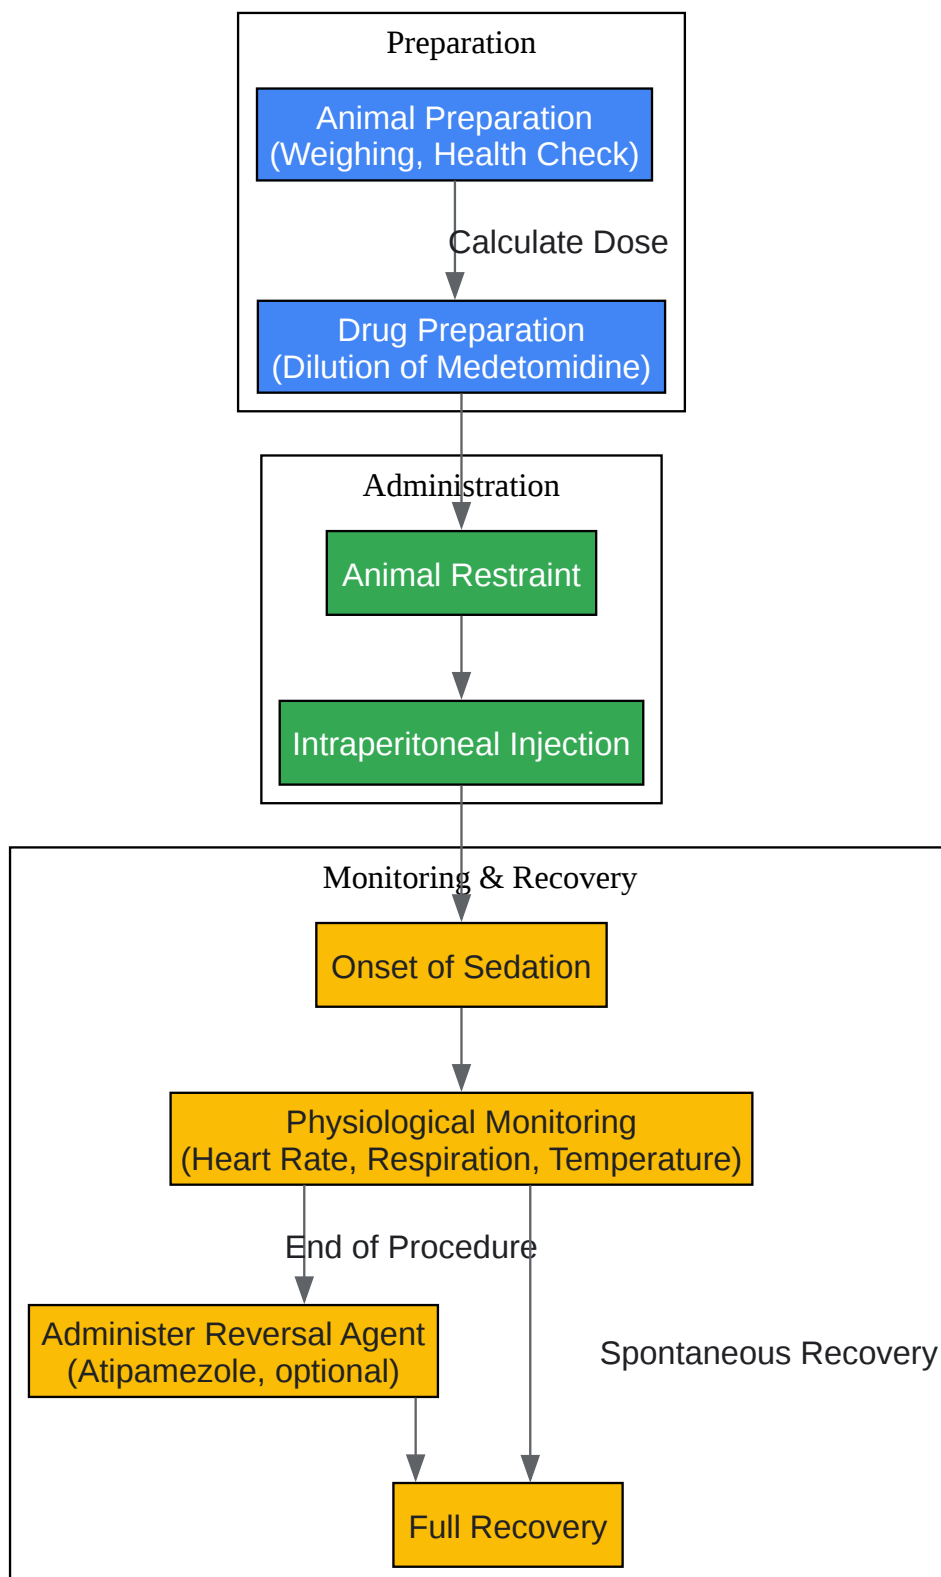 Preparation
Animal Preparation
(Weighing, Health Check)
Calculate Dose
Drug Preparation
(Dilution of Medetomidine)
Administration
Animal Restraint
Intraperitoneal Injection
Monitoring & Recovery
Onset of Sedation
Physiological Monitoring
(Heart Rate, Respiration, Temperature)
End of Procedure
Administer Reversal Agent
(Atipamezole, optional)
Spontaneous Recovery
Full Recovery